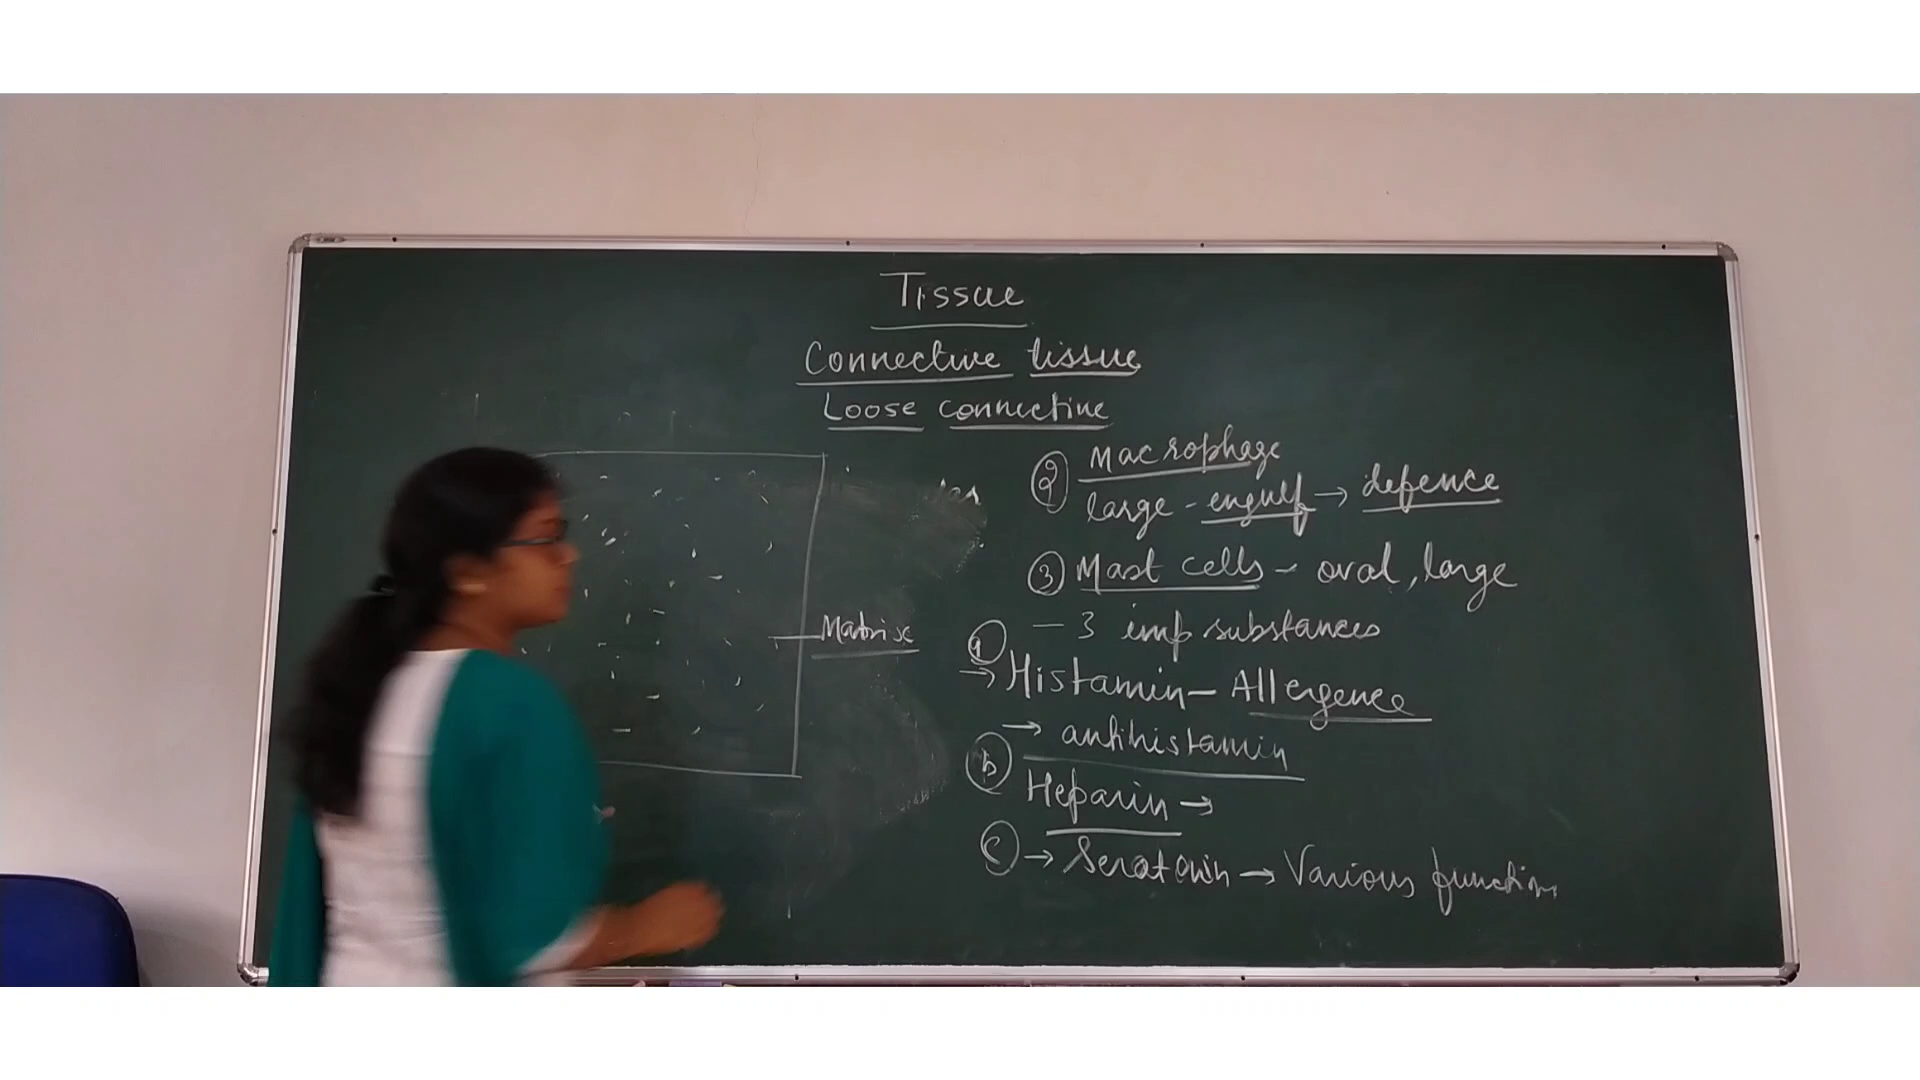 Tissue
Connective tissue
Loose connective
② Macrophage
large - engulf → defence
③ Mast cells - oval, large
- 3 imp substances
Matrix
ⓐ
→ Histamin - Allergence
→ antihistamin
ⓑ Heparin →
ⓒ → Seratonin → Various function